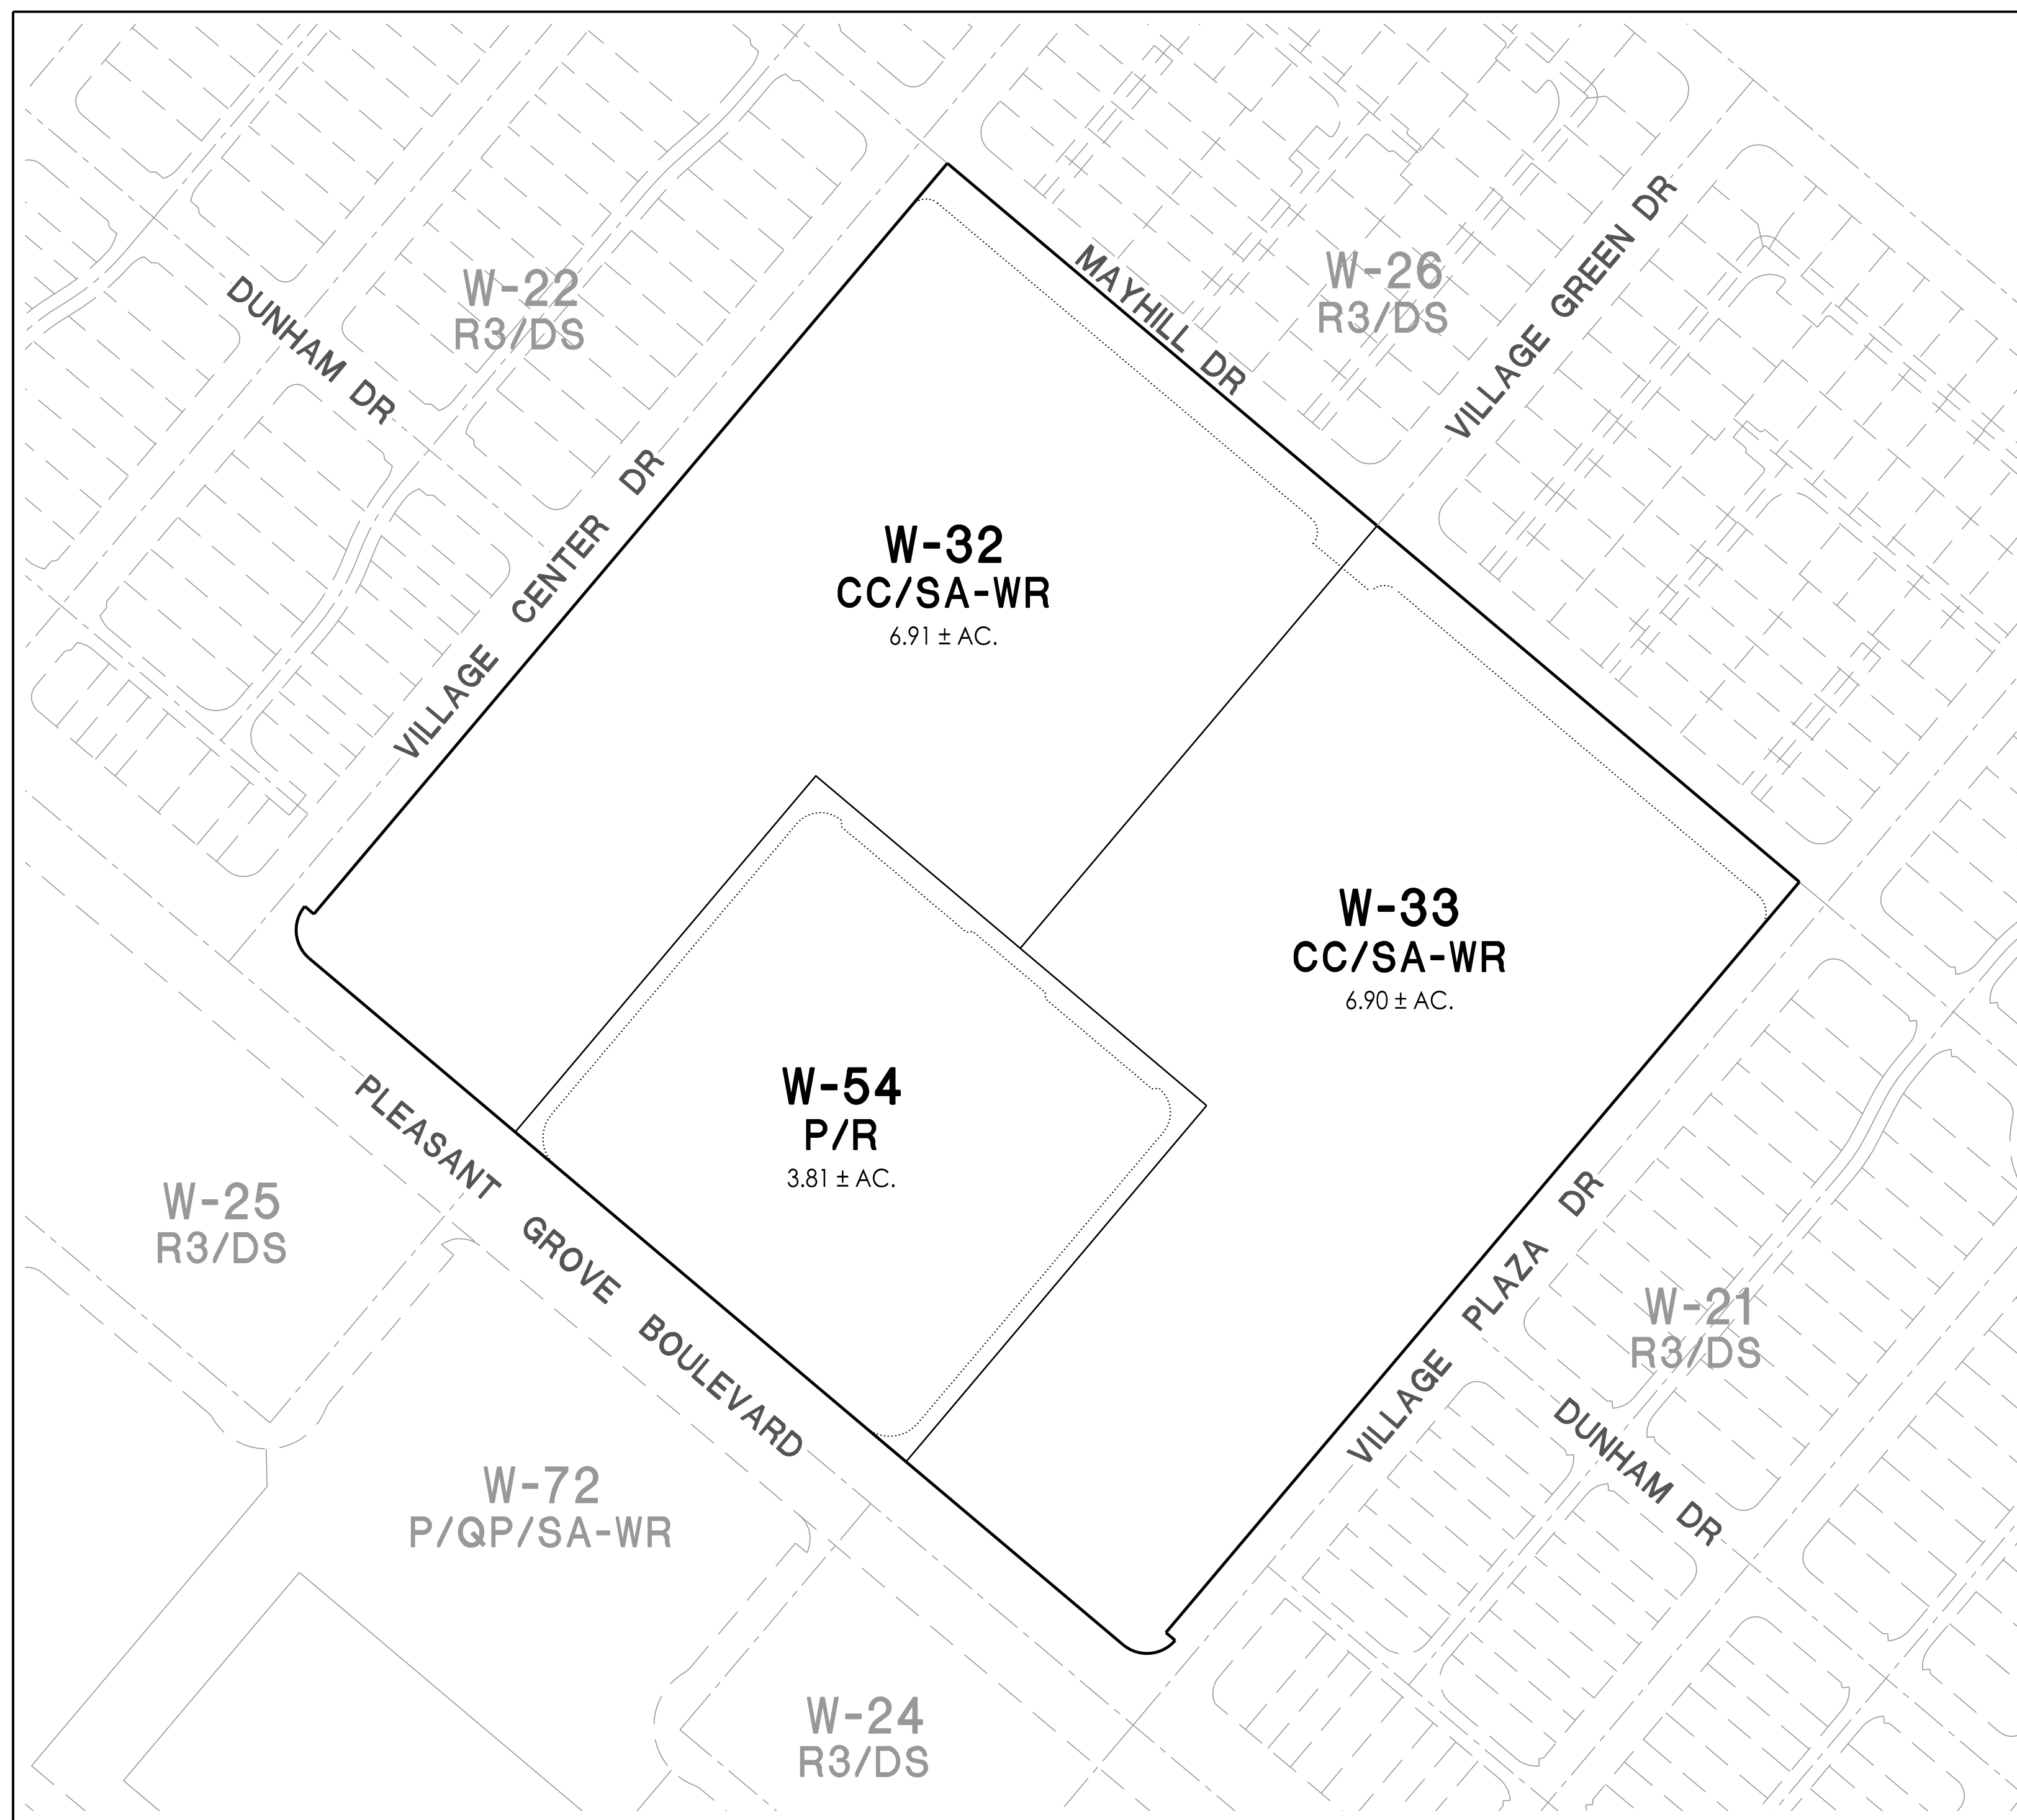 VILLAGE GREEN DR
MAYHILL DR
W-26
R3/DS
W-22
R3/DS
DUNHAM DR
VILLAGE CENTER DR
W-32
CC/SA-WR
6.91 ± AC.
W-33
CC/SA-WR
6.90 ± AC.
W-54
P/R
3.81 ± AC.
PLEASANT GROVE BOULEVARD
W-25
R3/DS
VILLAGE PLAZA DR
W-21
R3/DS
DUNHAM DR
W-72
P/QP/SA-WR
W-24
R3/DS